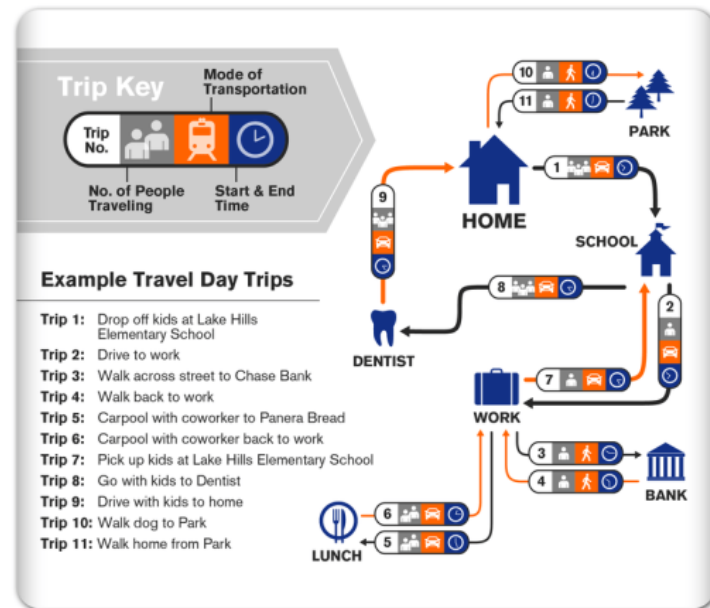 Trip Key
Mode of
Transportation
Trip
No.
No. of People
Traveling
Start & End
Time
Example Travel Day Trips
Trip 1: Drop off kids at Lake Hills
Elementary School
Trip 2: Drive to work
Trip 3: Walk across street to Chase Bank
Trip 4: Walk back to work
Trip 5: Carpool with coworker to Panera Bread
Trip 6: Carpool with coworker back to work
Trip 7: Pick up kids at Lake Hills Elementary School
Trip 8: Go with kids to Dentist
Trip 9: Drive with kids to home
Trip 10: Walk dog to Park
Trip 11: Walk home from Park
10
11
PARK
HOME
1
SCHOOL
9
8
2
DENTIST
7
WORK
3
4
BANK
6
5
LUNCH